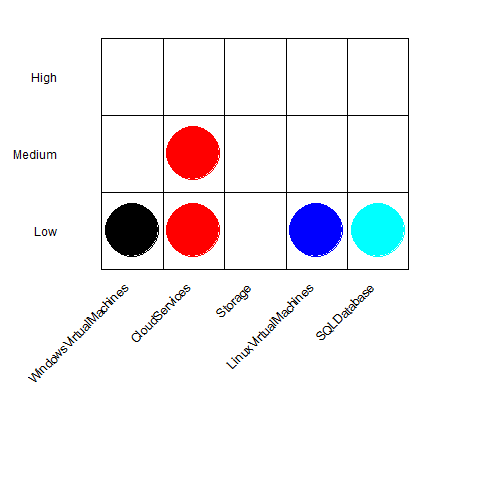 High
Medium
Low
WindowsVirtualMachines
CloudServices
Storage
LinuxVirtualMachines
SQLDatabase